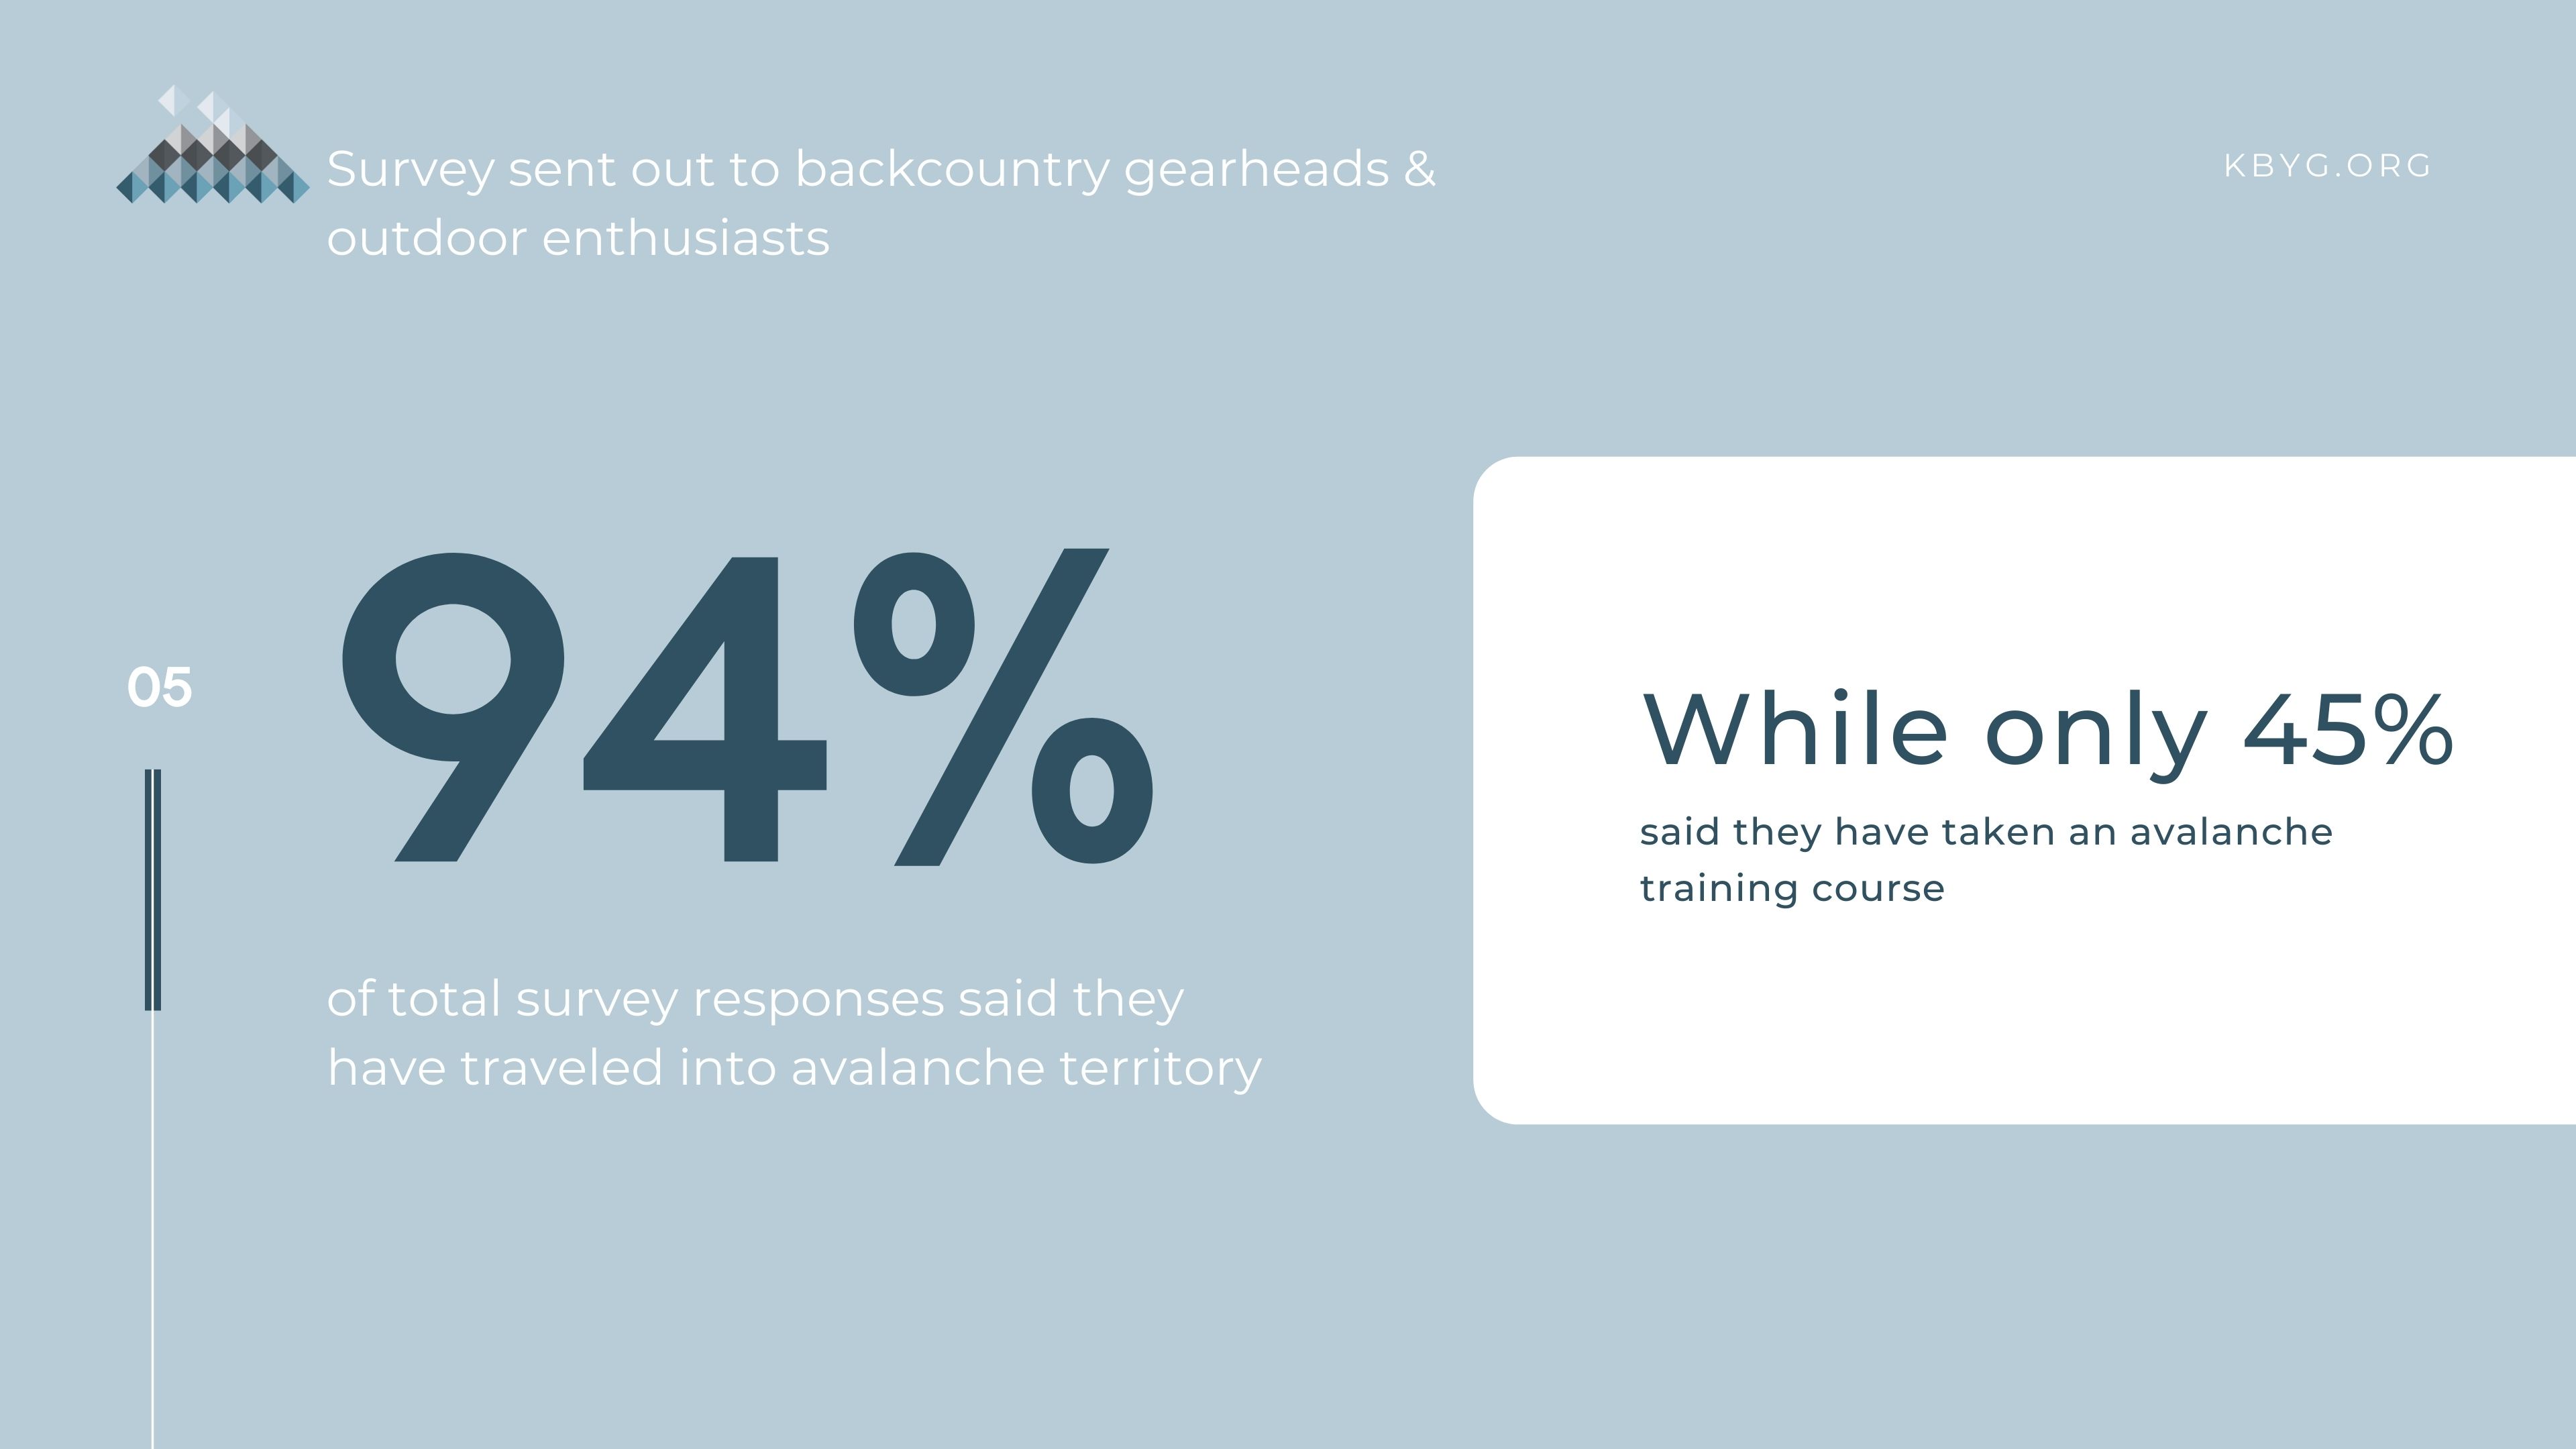 Survey sent out to backcountry gearheads &
outdoor enthusiasts
KBYG.ORG
05
94%
of total survey responses said they
have traveled into avalanche territory
While only 45%
said they have taken an avalanche
training course